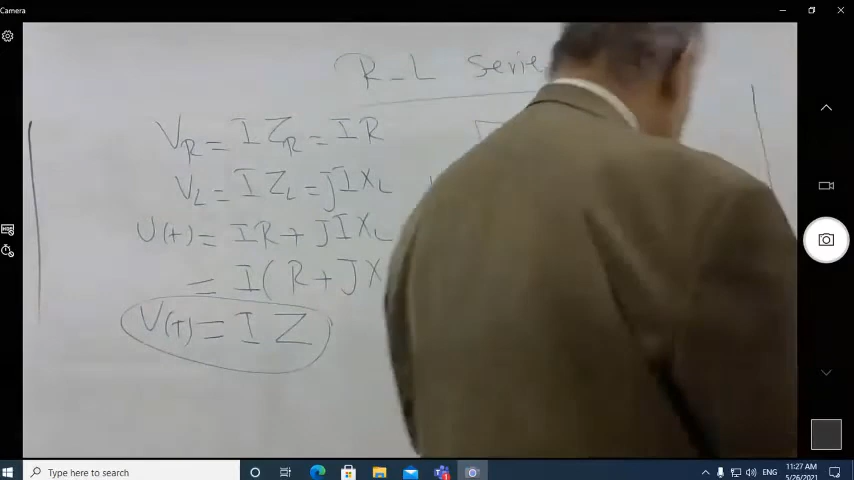 Camera
R-L Serie
V_R = I Z_R = I R
V_L = I Z_L = j I X_L
V(t) = I R + j I X_L
= I ( R + j X
V(t) = I Z
Type here to search
ENG
11:27 AM
5/26/2021